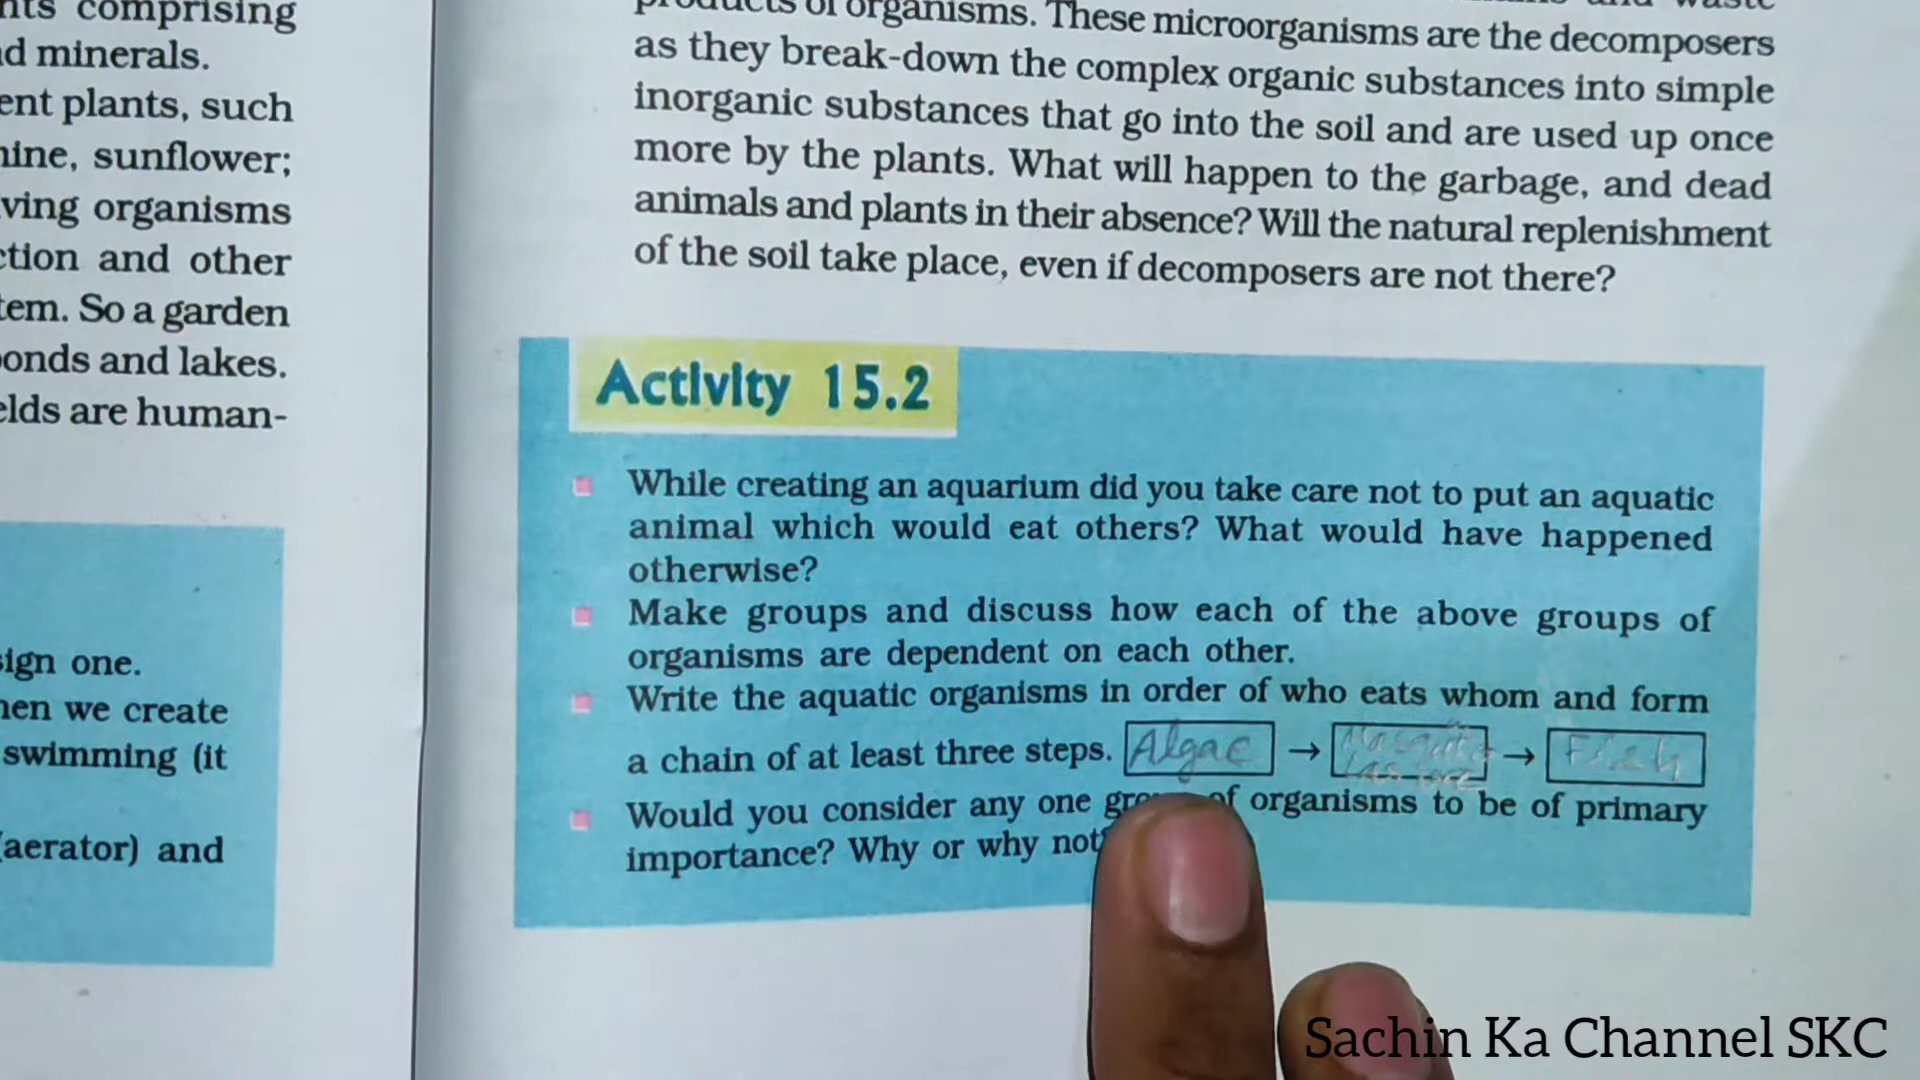 nts comprising
d minerals.
ent plants, such
nine, sunflower;
ving organisms
ction and other
tem. So a garden
onds and lakes.
elds are human-
sign one.
hen we create
swimming (it
(aerator) and
products of organisms. These microorganisms are the decomposers
as they break-down the complex organic substances into simple
inorganic substances that go into the soil and are used up once
more by the plants. What will happen to the garbage, and dead
animals and plants in their absence? Will the natural replenishment
of the soil take place, even if decomposers are not there?
Activity 15.2
While creating an aquarium did you take care not to put an aquatic
animal which would eat others? What would have happened
otherwise?
Make groups and discuss how each of the above groups of
organisms are dependent on each other.
Write the aquatic organisms in order of who eats whom and form
a chain of at least three steps. Algae → → Fish
Would you consider any one of organisms to be of primary
importance? Why or why not
Sachin Ka Channel SKC